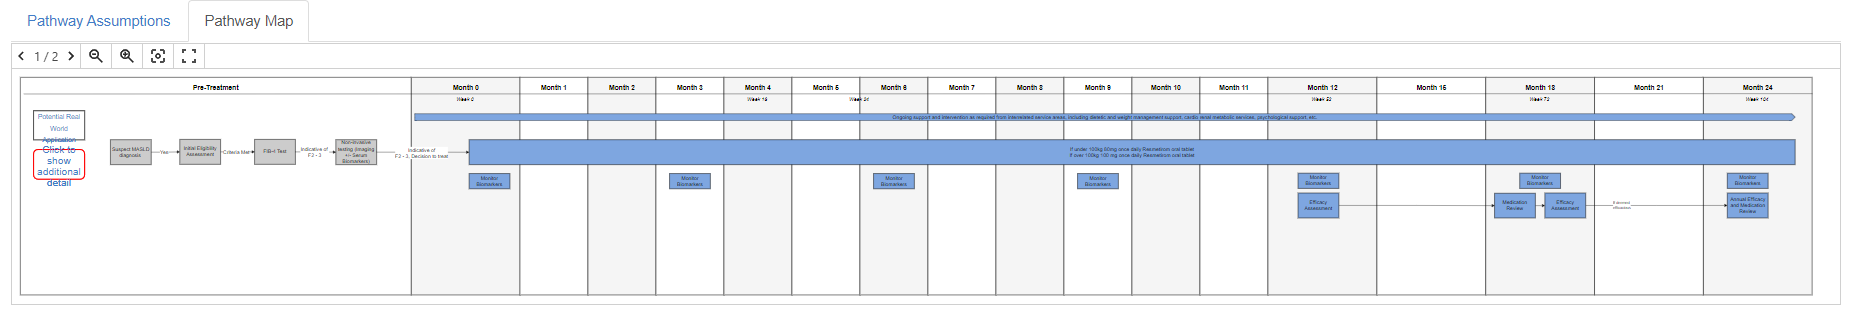 Pathway Assumptions
Pathway Map
1 / 2
Pre-Treatment
Month 0
Month 1
Month 2
Month 3
Month 4
Month 5
Month 6
Month 7
Month 8
Month 9
Month 10
Month 11
Month 12
Month 15
Month 18
Month 21
Month 24
Week 0
Week
Week
Week 52
Week
Week 104
Ongoing support and intervention as required from interrelated service areas, including dietetic and weight management support, cardio renal metabolic services, psychological support, etc.
Potential Real
World
Application
Click to
show
additional
detail
Suspect MASLD
diagnosis
Yes
Initial Eligibility
Assessment
Criteria Met
FIB-4 Test
Indicative of
F2 - 3
Non-invasive
testing (imaging
+/- Serum
Biomarkers)
Indicative of
F2 - 3, Decision to treat
If under 100kg 80mg once daily Resmetirom oral tablet
If over 100kg 100 mg once daily Resmetirom oral tablet
Monitor
Biomarkers
Monitor
Biomarkers
Monitor
Biomarkers
Monitor
Biomarkers
Monitor
Biomarkers
Monitor
Biomarkers
Monitor
Biomarkers
Efficacy
Assessment
Medication
Review
Efficacy
Assessment
If
Annual Efficacy
and Medication
Review